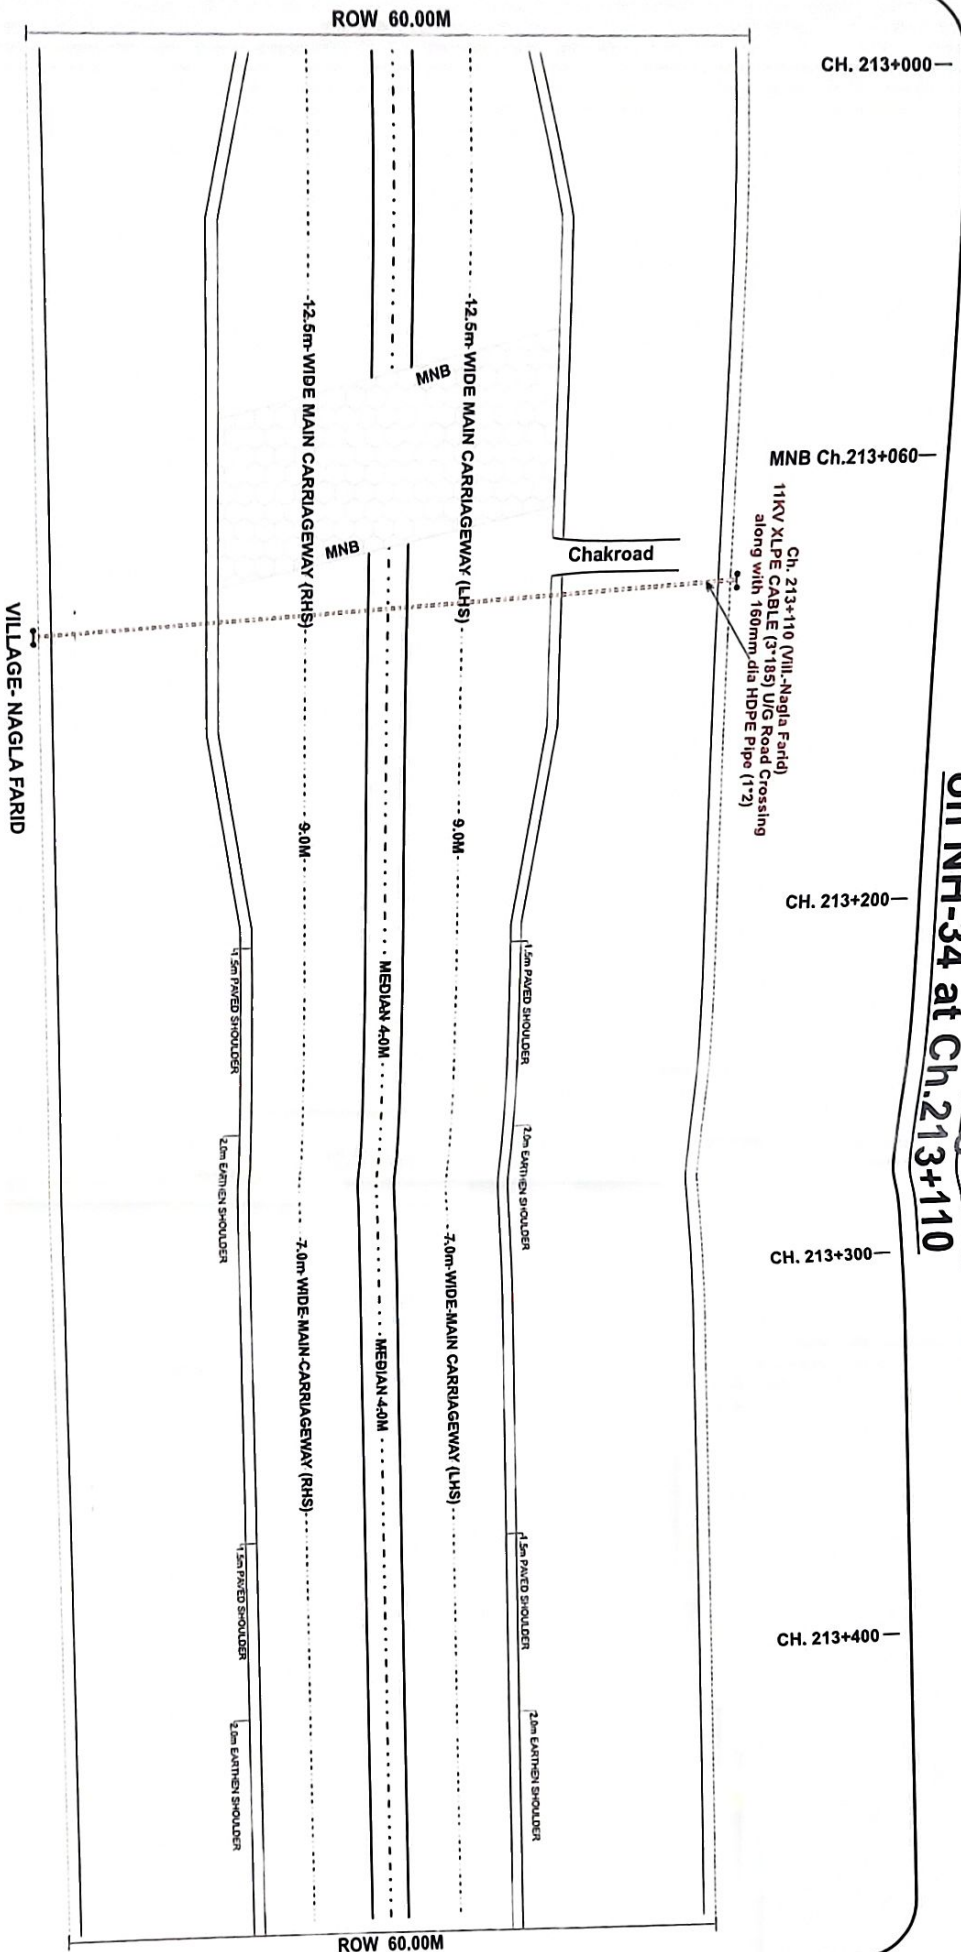 ROW 60.00M
CH. 213+000
MNB Ch.213+060
Ch. 213+110 (Vill.-Nagla Farid)
11KV XLPE CABLE (3*185) U/G Road Crossing
along with 160mm dia HDPE Pipe (1*2)
on NH-34 at Ch.213+110
CH. 213+200
CH. 213+300
CH. 213+400
Chakroad
MNB
MNB
12.5m WIDE MAIN CARRIAGEWAY (LHS)
12.5m WIDE MAIN CARRIAGEWAY (RHS)
9.0M
9.0M
MEDIAN 4.0M
MEDIAN 4.0M
7.0m WIDE MAIN CARRIAGEWAY (LHS)
7.0m WIDE MAIN CARRIAGEWAY (RHS)
1.5m PAVED SHOULDER
2.0m EARTHEN SHOULDER
1.5m PAVED SHOULDER
2.0m EARTHEN SHOULDER
1.5m PAVED SHOULDER
2.0m EARTHEN SHOULDER
1.5m PAVED SHOULDER
2.0m EARTHEN SHOULDER
VILLAGE- NAGLA FARID
ROW 60.00M